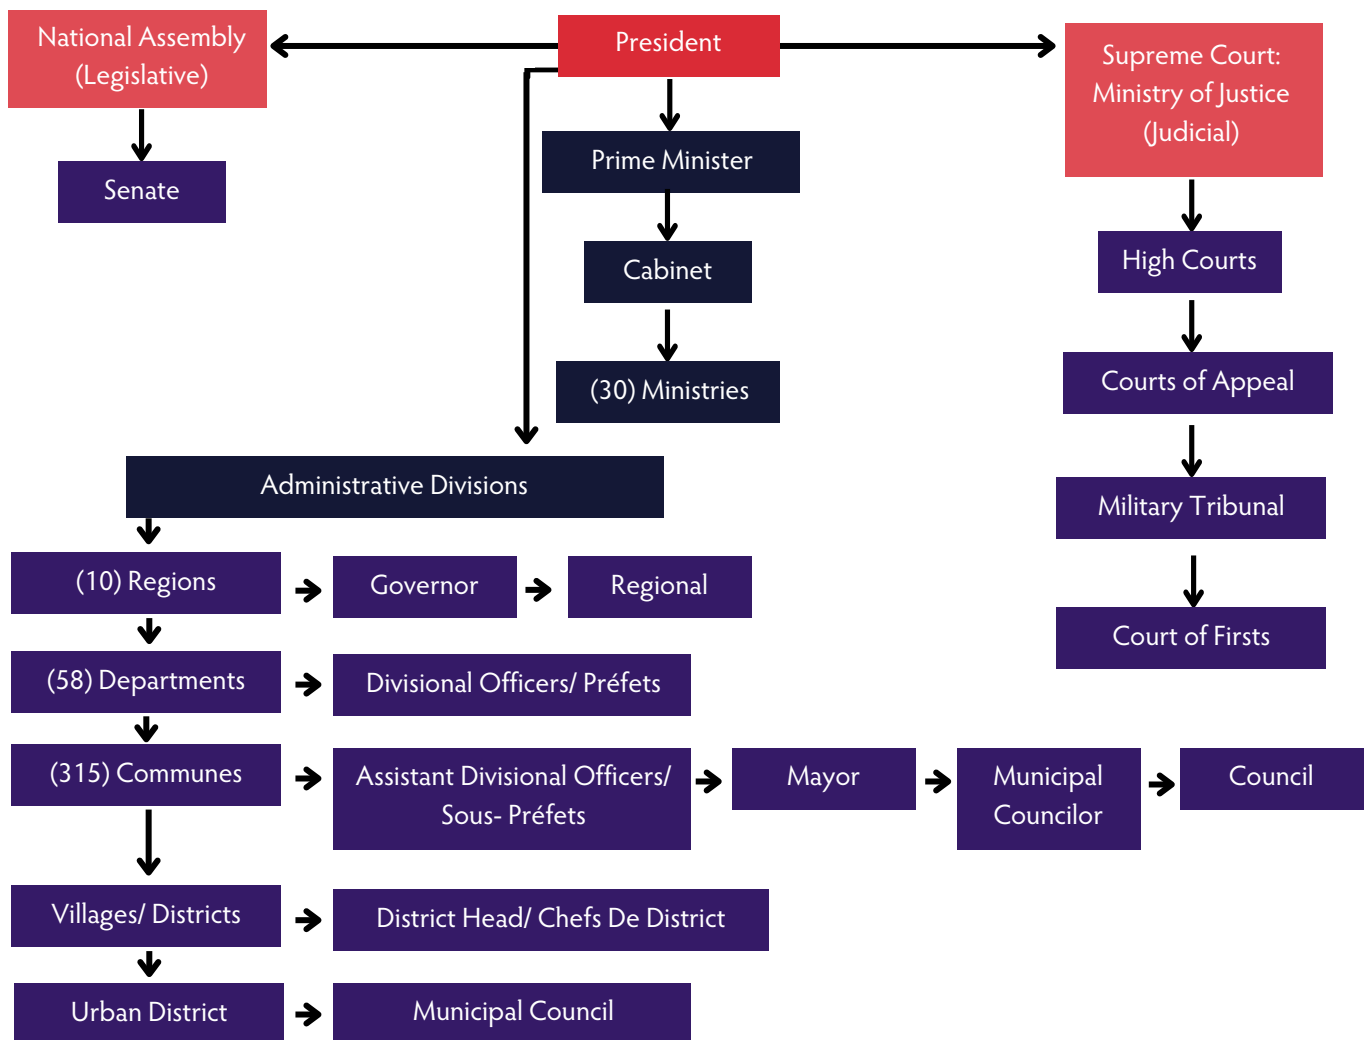 National Assembly
(Legislative)
President
Supreme Court:
Ministry of Justice
(Judicial)
Senate
Prime Minister
Cabinet
(30) Ministries
High Courts
Courts of Appeal
Military Tribunal
Court of Firsts
Administrative Divisions
(10) Regions
Governor
Regional
(58) Departments
Divisional Officers/ Préfets
(315) Communes
Assistant Divisional Officers/
Sous- Préfets
Mayor
Municipal
Councilor
Council
Villages/ Districts
District Head/ Chefs De District
Urban District
Municipal Council